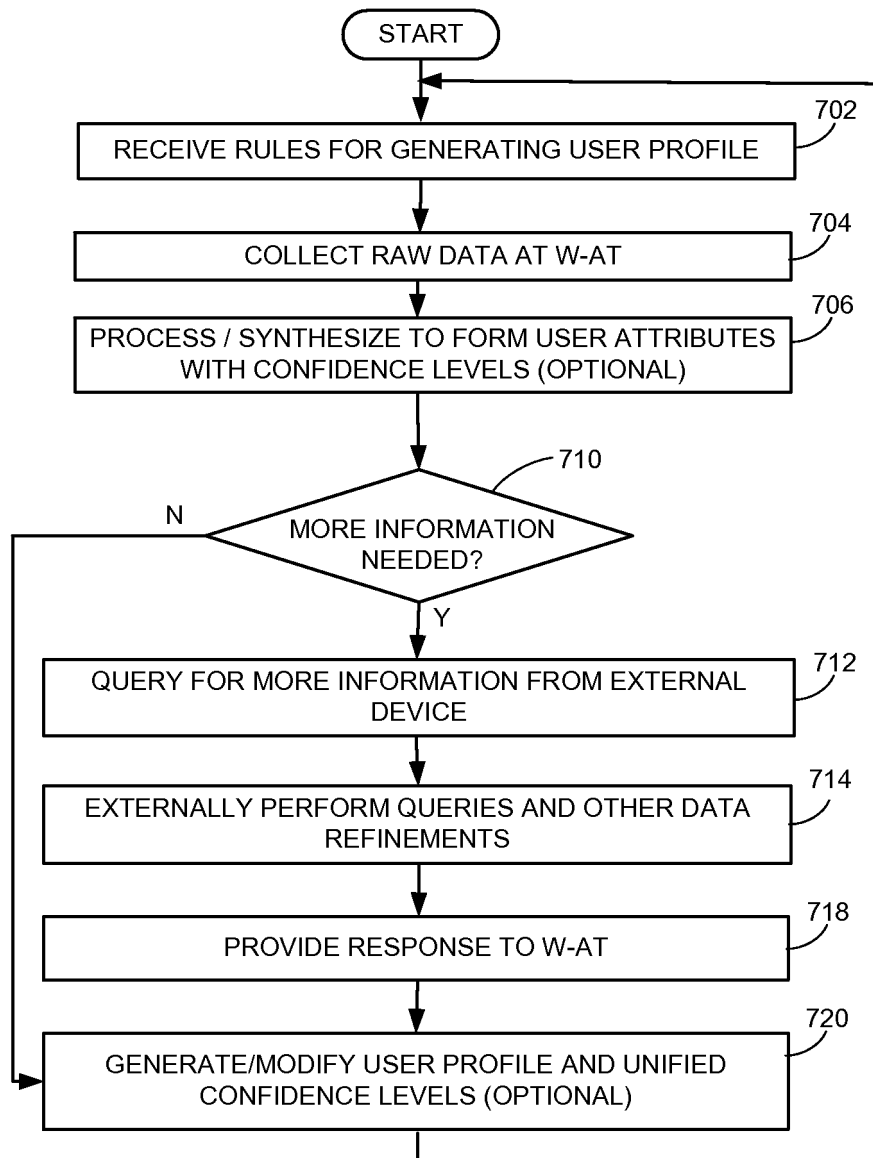 START
702
RECEIVE RULES FOR GENERATING USER PROFILE
704
COLLECT RAW DATA AT W-AT
706
PROCESS / SYNTHESIZE TO FORM USER ATTRIBUTES
WITH CONFIDENCE LEVELS (OPTIONAL)
710
N
MORE INFORMATION
NEEDED?
Y
712
QUERY FOR MORE INFORMATION FROM EXTERNAL
DEVICE
714
EXTERNALLY PERFORM QUERIES AND OTHER DATA
REFINEMENTS
718
PROVIDE RESPONSE TO W-AT
720
GENERATE/MODIFY USER PROFILE AND UNIFIED
CONFIDENCE LEVELS (OPTIONAL)